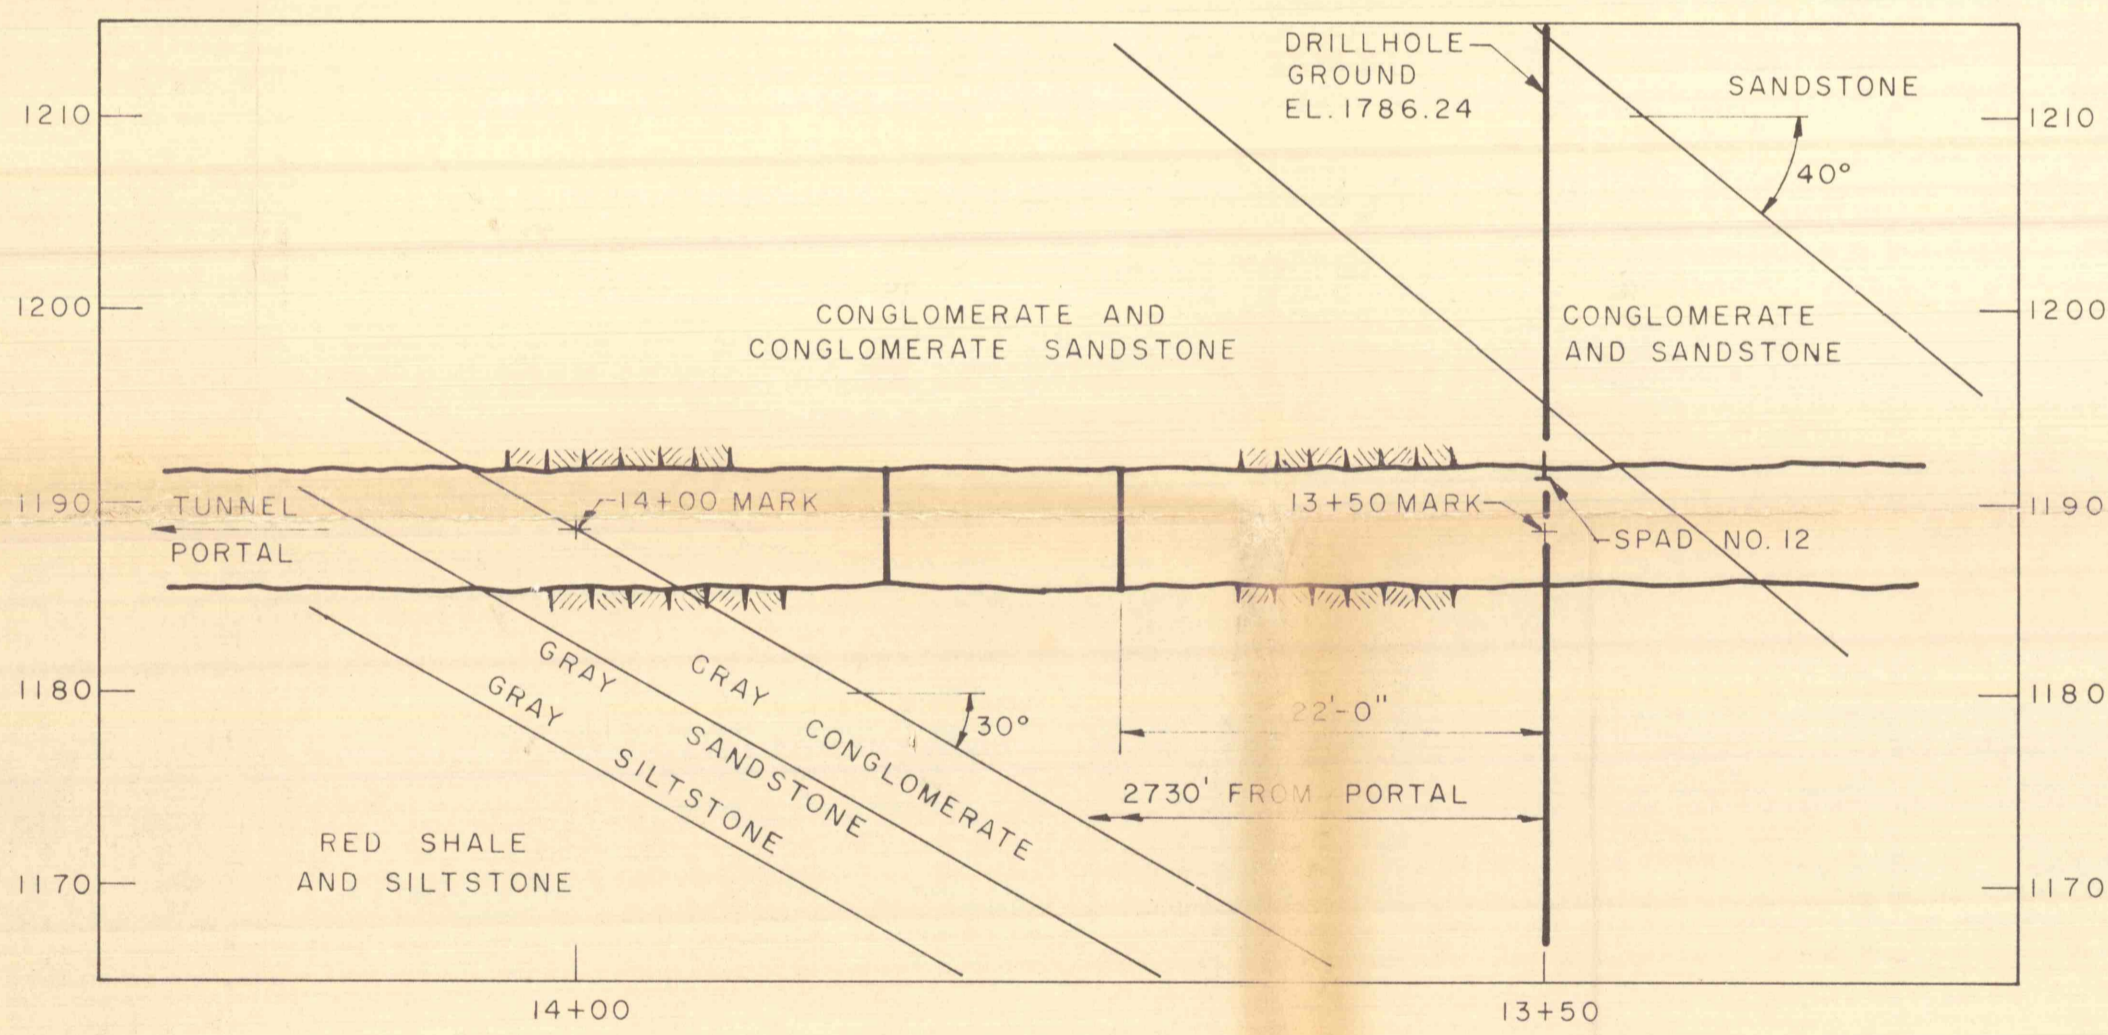 DRILLHOLE
GROUND
EL. 1786.24
SANDSTONE
1210
1210
40°
1200
CONGLOMERATE AND
CONGLOMERATE SANDSTONE
CONGLOMERATE
AND SANDSTONE
1200
1190
TUNNEL
PORTAL
14+00 MARK
13+50 MARK
1190
SPAD NO. 12
1180
GRAY SANDSTONE
GRAY CONGLOMERATE
GRAY SILTSTONE
30°
22'-0"
1180
2730' FROM PORTAL
RED SHALE
AND SILTSTONE
1170
1170
14+00
13+50